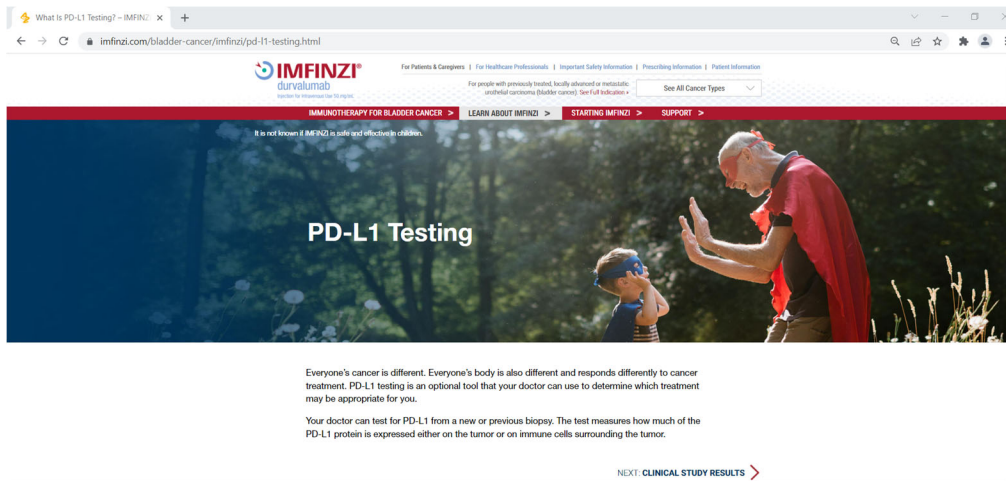 What Is PD-L1 Testing? – IMFINZ
imfinzi.com/bladder-cancer/imfinzi/pd-l1-testing.html
IMFINZI®
durvalumab
Injection for Intravenous Use 50 mg/mL
For Patients & Caregivers | For Healthcare Professionals | Important Safety Information | Prescribing Information | Patient Information
For people with previously treated, locally advanced or metastatic
urothelial carcinoma (bladder cancer). See Full Indication
See All Cancer Types
IMMUNOTHERAPY FOR BLADDER CANCER > LEARN ABOUT IMFINZI > STARTING IMFINZI > SUPPORT >
It is not known if IMFINZI is safe and effective in children.
PD-L1 Testing
Everyone’s cancer is different. Everyone’s body is also different and responds differently to cancer
treatment. PD-L1 testing is an optional tool that your doctor can use to determine which treatment
may be appropriate for you.
Your doctor can test for PD-L1 from a new or previous biopsy. The test measures how much of the
PD-L1 protein is expressed either on the tumor or on immune cells surrounding the tumor.
NEXT: CLINICAL STUDY RESULTS